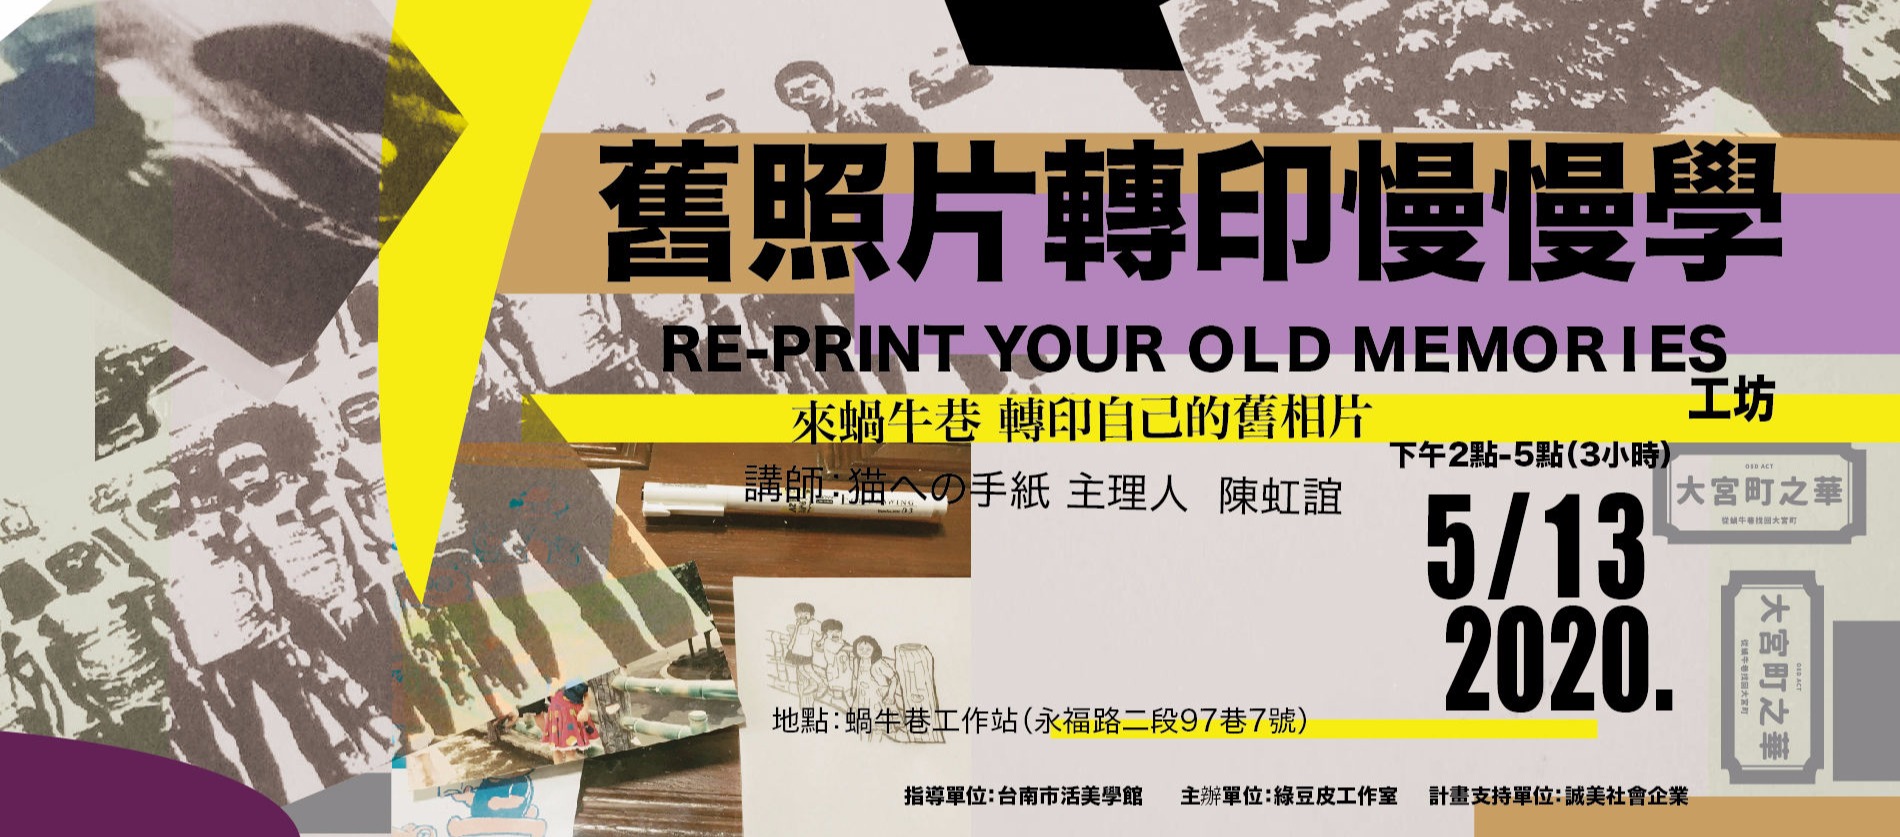 舊照片轉印慢慢學
RE-PRINT YOUR OLD MEMORIES
工坊
來蝸牛巷 轉印自己的舊相片
下午2點-5點(3小時)
講師:猫への手紙 主理人 陳虹誼
5/13
2020.
OSD ACT
大宮町之華
從蝸牛巷找回大宮町
OSD ACT
大宮町之華
從蝸牛巷找回大宮町
地點:蝸牛巷工作站(永福路二段97巷7號)
指導單位:台南市活美學館 主辦單位:綠豆皮工作室 計畫支持單位:誠美社會企業